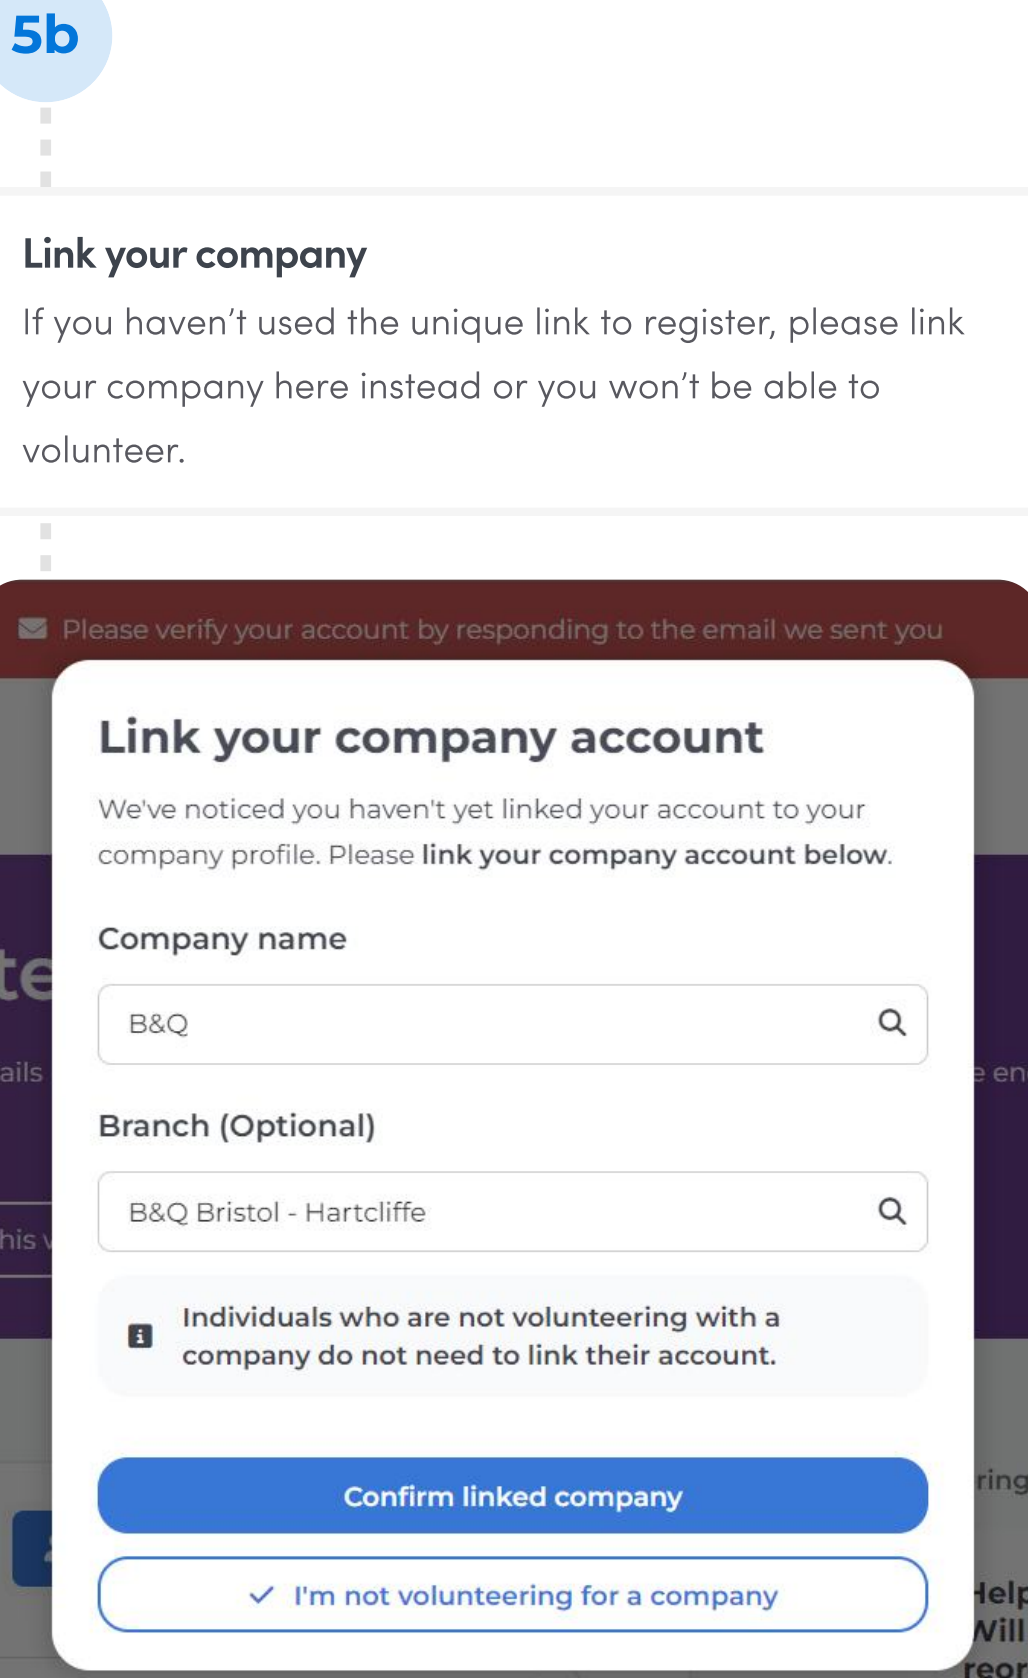 5b
Link your company
If you haven’t used the unique link to register, please link
your company here instead or you won’t be able to
volunteer.
Please verify your account by responding to the email we sent you
Link your company account
We've noticed you haven't yet linked your account to your
company profile. Please link your company account below.
Company name
B&Q
Branch (Optional)
B&Q Bristol - Hartcliffe
Individuals who are not volunteering with a
company do not need to link their account.
Confirm linked company
I'm not volunteering for a company